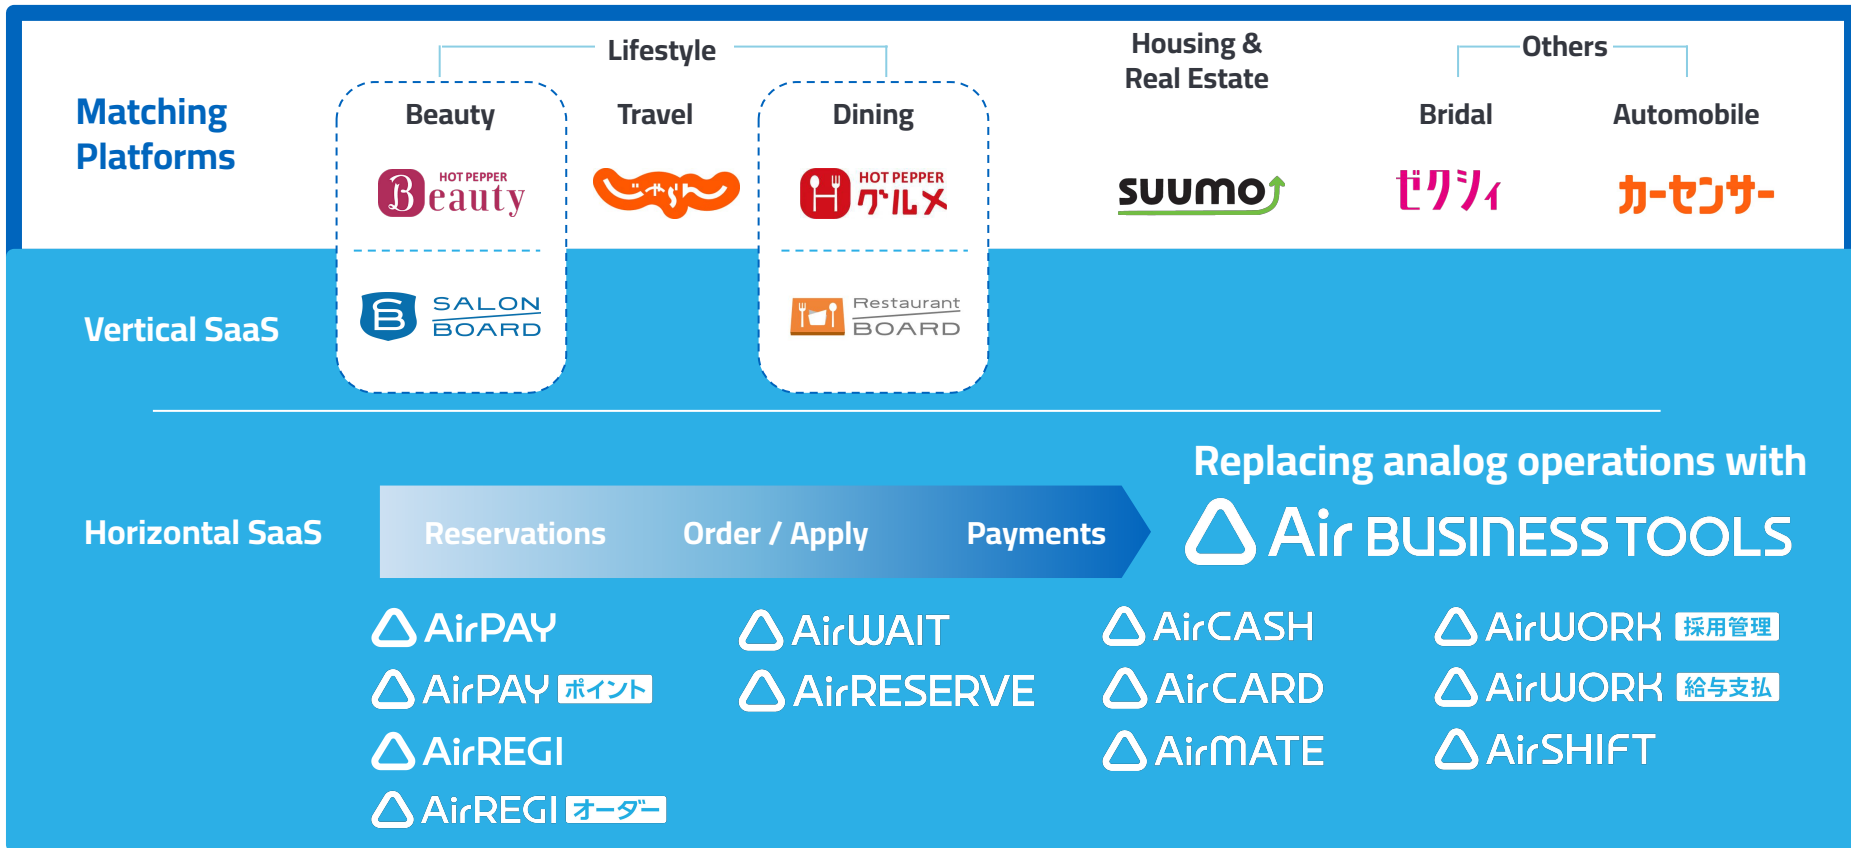 Matching
Platforms
Lifestyle
Beauty
Travel
Dining
Housing &
Real Estate
Others
Bridal
Automobile
HOT PEPPER
Beauty
じゃらん
HOT PEPPER
グルメ
suumo
ゼクシィ
カーセンサー
Vertical SaaS
SALON
BOARD
Restaurant
BOARD
Replacing analog operations with
Air BUSINESS TOOLS
Horizontal SaaS
Reservations
Order / Apply
Payments
AirPAY
AirPAY ポイント
AirREGI
AirREGI オーダー
AirWAIT
AirRESERVE
AirCASH
AirCARD
AirMATE
AirWORK 採用管理
AirWORK 給与支払
AirSHIFT